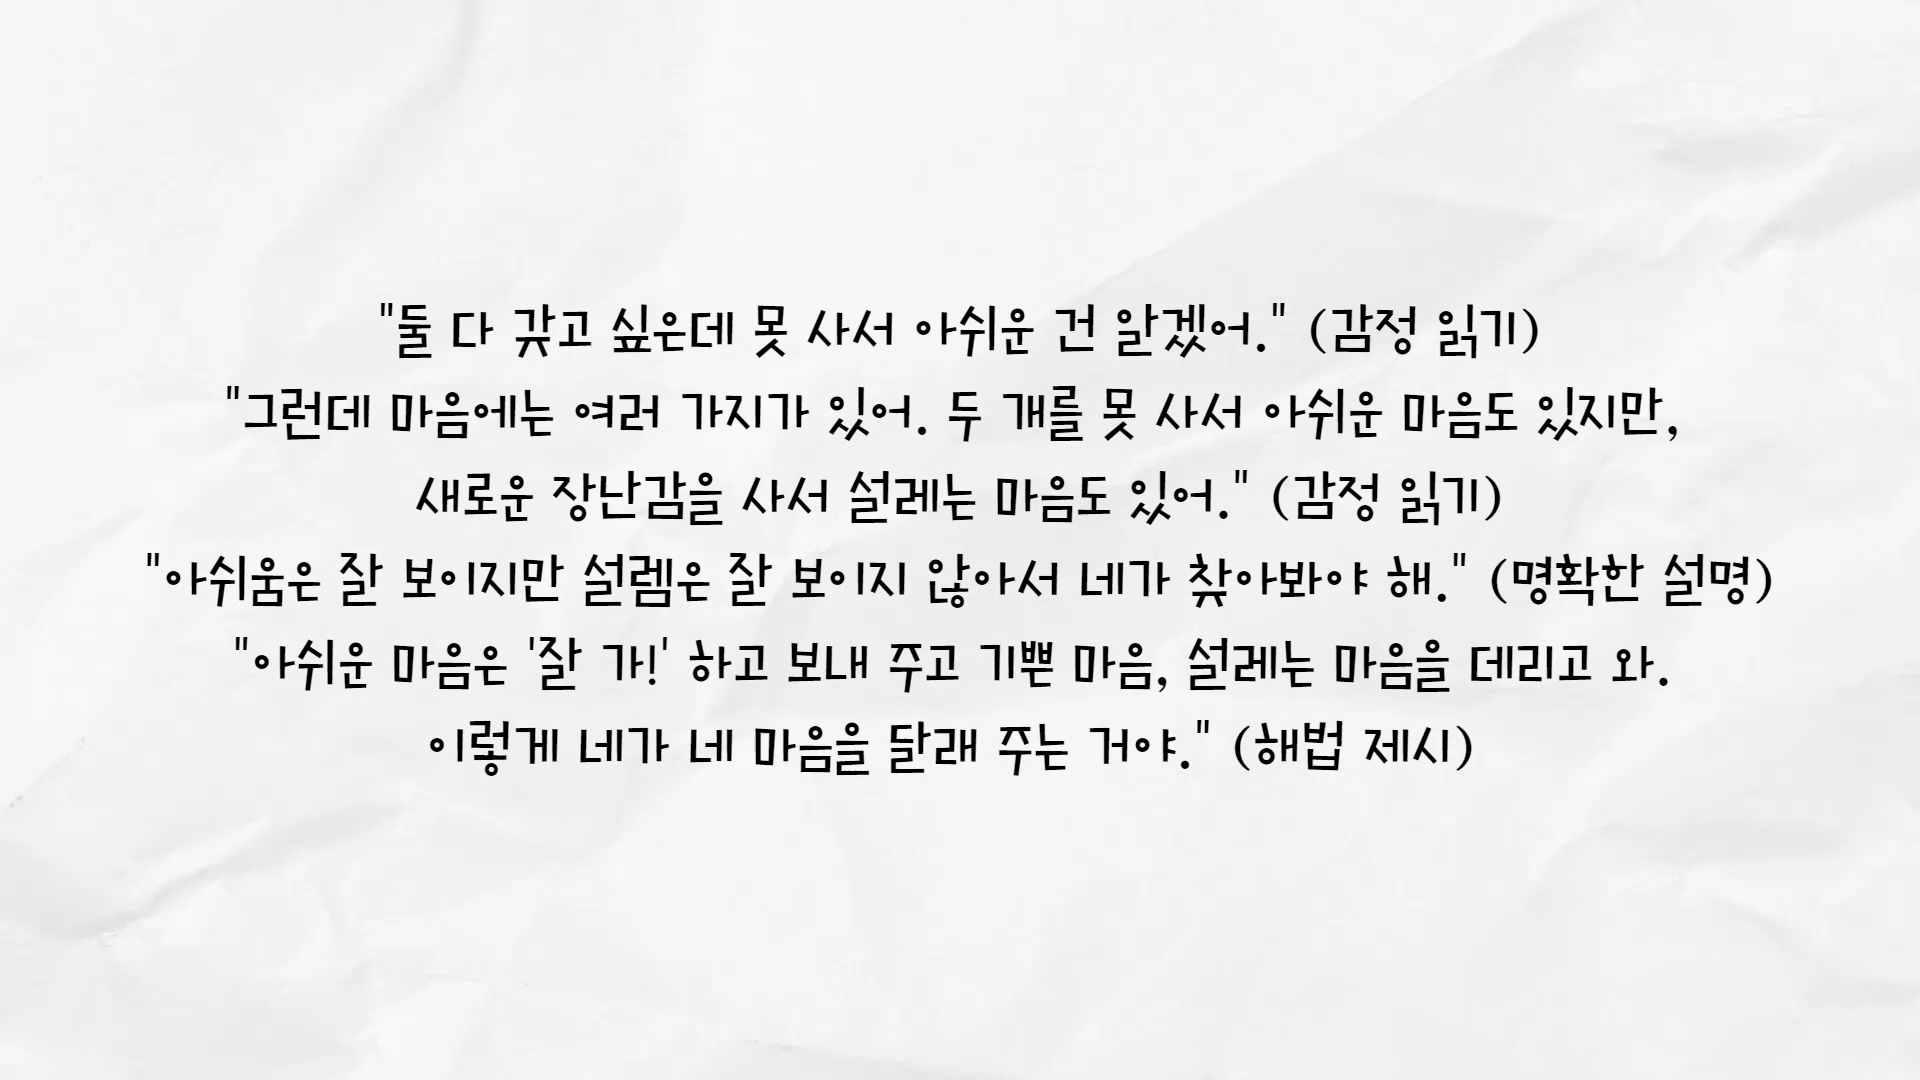 "둘 다 갖고 싶은데 못 사서 아쉬운 건 알겠어." (감정 읽기)
"그런데 마음에는 여러 가지가 있어. 두 개를 못 사서 아쉬운 마음도 있지만,
새로운 장난감을 사서 설레는 마음도 있어." (감정 읽기)
"아쉬움은 잘 보이지만 설렘은 잘 보이지 않아서 네가 찾아봐야 해." (명확한 설명)
"아쉬운 마음은 '잘 가!' 하고 보내 주고 기쁜 마음, 설레는 마음을 데리고 와.
이렇게 네가 네 마음을 달래 주는 거야." (해법 제시)